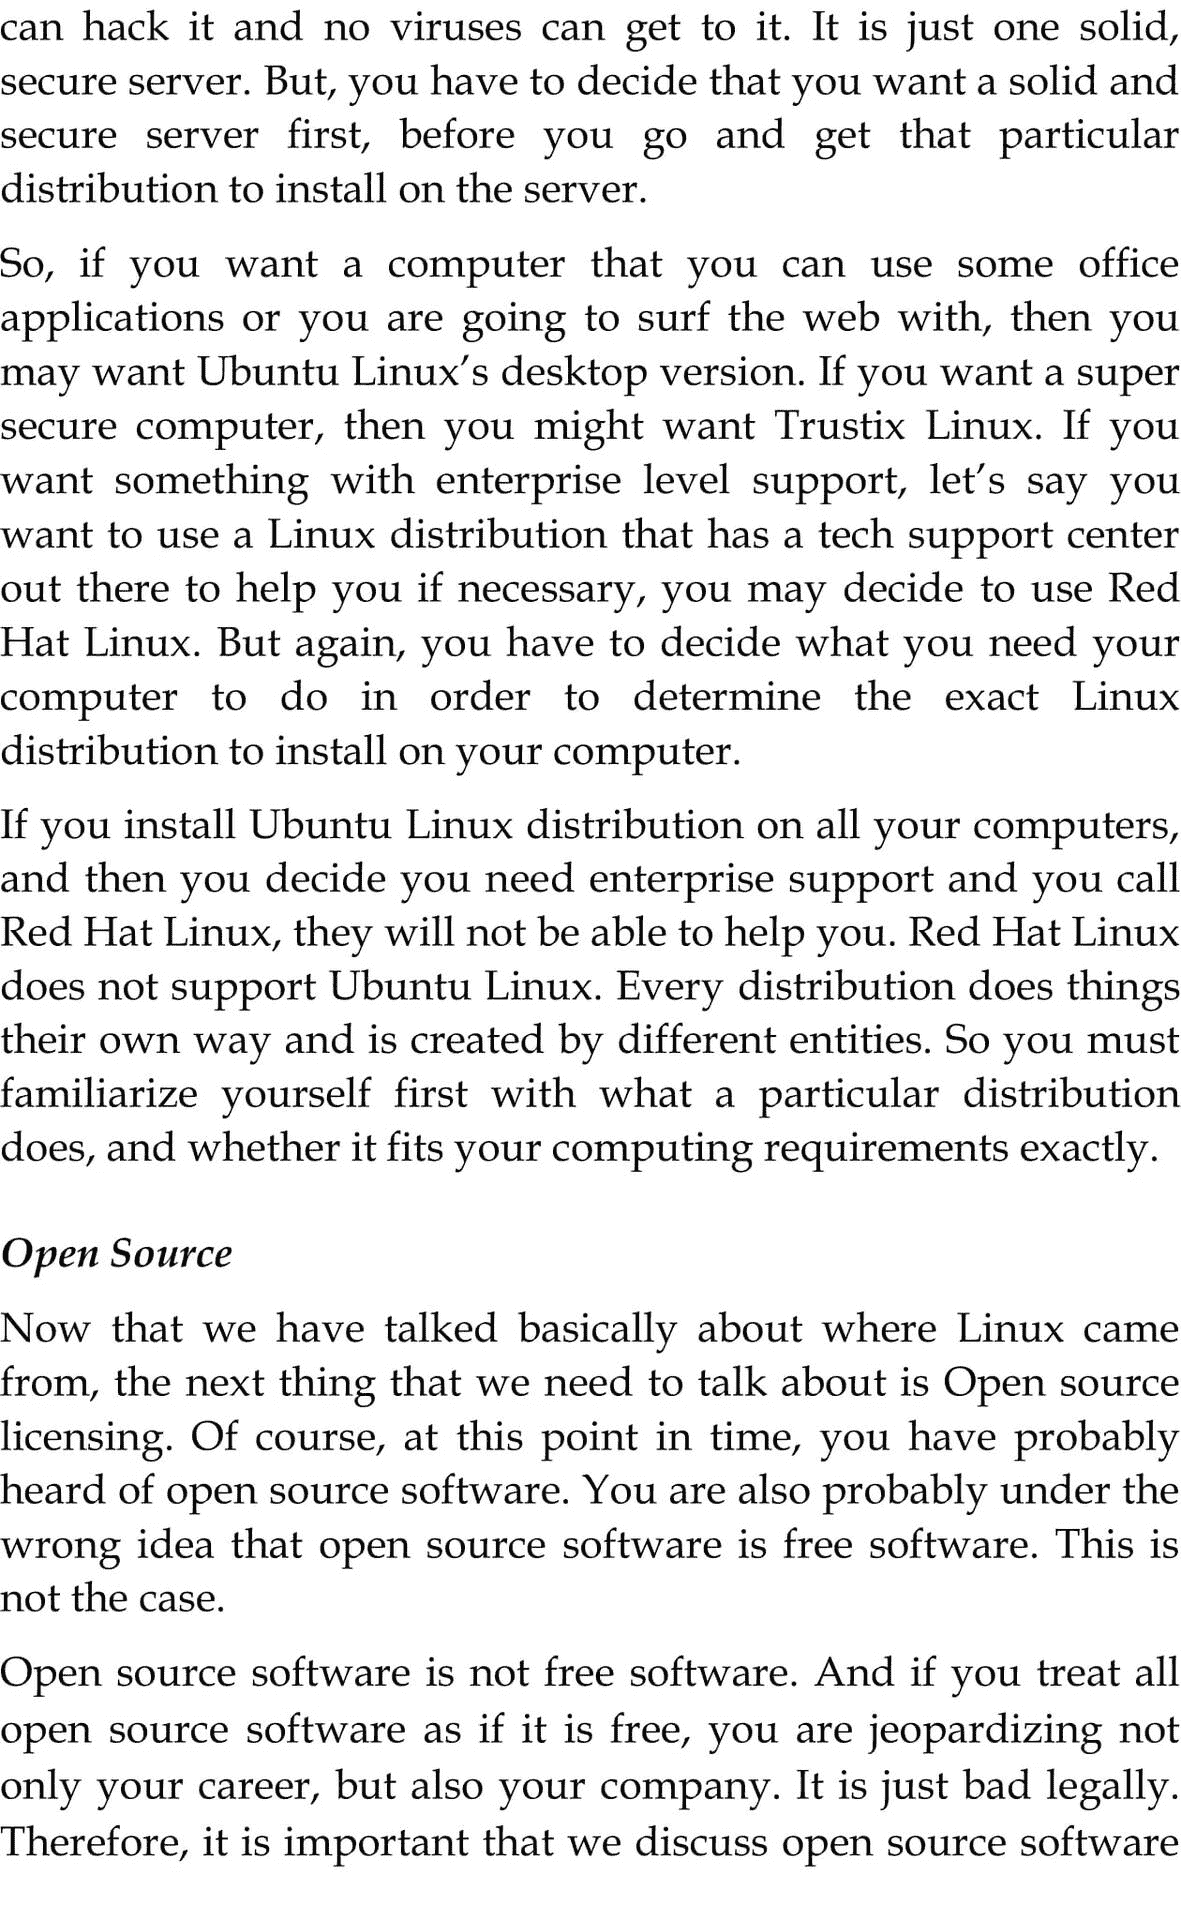 can hack it and no viruses can get to it. It is just one solid,
secure server. But, you have to decide that you want a solid and
secure server first, before you go and get that particular
distribution to install on the server.
So, if you want a computer that you can use some office
applications or you are going to surf the web with, then you
may want Ubuntu Linux’s desktop version. If you want a super
secure computer, then you might want Trustix Linux. If you
want something with enterprise level support, let’s say you
want to use a Linux distribution that has a tech support center
out there to help you if necessary, you may decide to use Red
Hat Linux. But again, you have to decide what you need your
computer to do in order to determine the exact Linux
distribution to install on your computer.
If you install Ubuntu Linux distribution on all your computers,
and then you decide you need enterprise support and you call
Red Hat Linux, they will not be able to help you. Red Hat Linux
does not support Ubuntu Linux. Every distribution does things
their own way and is created by different entities. So you must
familiarize yourself first with what a particular distribution
does, and whether it fits your computing requirements exactly.
Open Source
Now that we have talked basically about where Linux came
from, the next thing that we need to talk about is Open source
licensing. Of course, at this point in time, you have probably
heard of open source software. You are also probably under the
wrong idea that open source software is free software. This is
not the case.
Open source software is not free software. And if you treat all
open source software as if it is free, you are jeopardizing not
only your career, but also your company. It is just bad legally.
Therefore, it is important that we discuss open source software